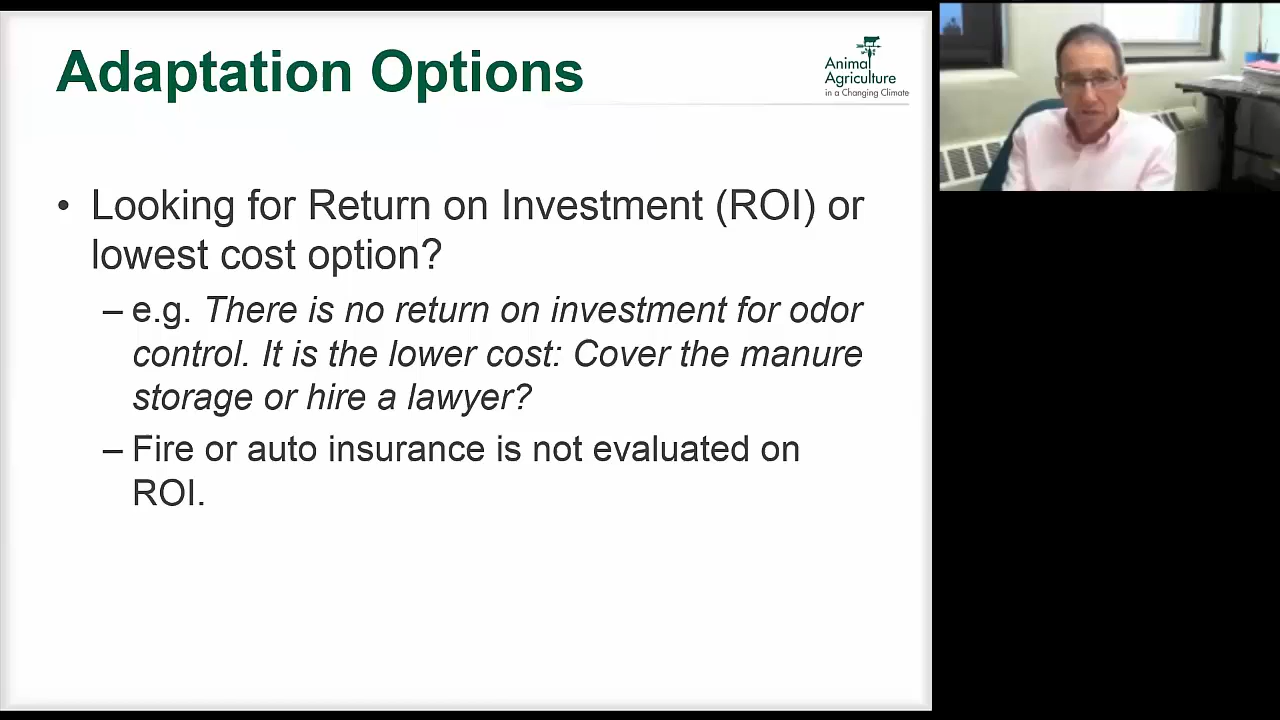 Adaptation Options
Animal
Agriculture
in a Changing Climate
• Looking for Return on Investment (ROI) or
lowest cost option?
– e.g. There is no return on investment for odor
control. It is the lower cost: Cover the manure
storage or hire a lawyer?
– Fire or auto insurance is not evaluated on
ROI.